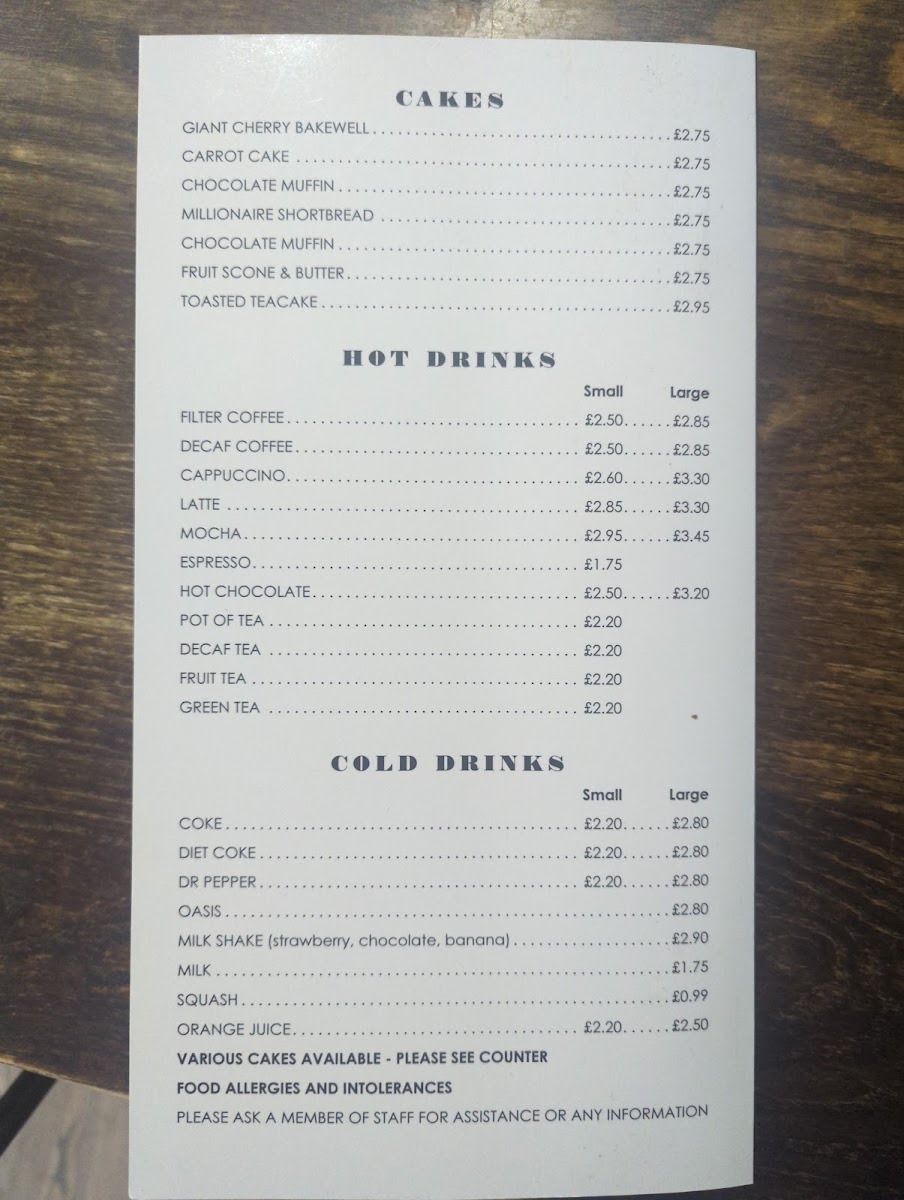 CAKES
GIANT CHERRY BAKEWELL £2.75
CARROT CAKE £2.75
CHOCOLATE MUFFIN £2.75
MILLIONAIRE SHORTBREAD £2.75
CHOCOLATE MUFFIN £2.75
FRUIT SCONE & BUTTER £2.75
TOASTED TEACAKE £2.95
HOT DRINKS
Small Large
FILTER COFFEE £2.50 £2.85
DECAF COFFEE £2.50 £2.85
CAPPUCCINO £2.60 £3.30
LATTE £2.85 £3.30
MOCHA £2.95 £3.45
ESPRESSO £1.75
HOT CHOCOLATE £2.50 £3.20
POT OF TEA £2.20
DECAF TEA £2.20
FRUIT TEA £2.20
GREEN TEA £2.20
COLD DRINKS
Small Large
COKE £2.20 £2.80
DIET COKE £2.20 £2.80
DR PEPPER £2.20 £2.80
OASIS £2.80
MILK SHAKE (strawberry, chocolate, banana) £2.90
MILK £1.75
SQUASH £0.99
ORANGE JUICE £2.20 £2.50
VARIOUS CAKES AVAILABLE - PLEASE SEE COUNTER
FOOD ALLERGIES AND INTOLERANCES
PLEASE ASK A MEMBER OF STAFF FOR ASSISTANCE OR ANY INFORMATION